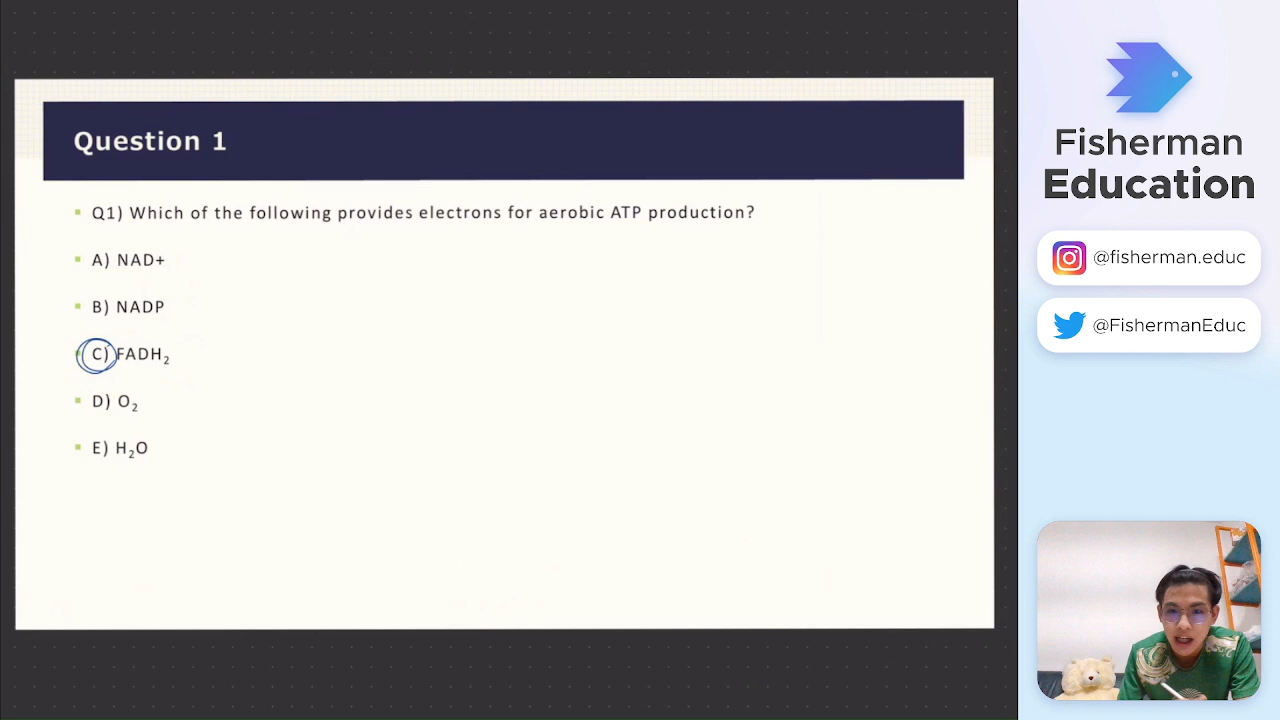 Question 1
Q1) Which of the following provides electrons for aerobic ATP production?
A) NAD+
B) NADP
C) FADH₂
D) O₂
E) H₂O
Fisherman
Education
@fisherman.educ
@FishermanEduc